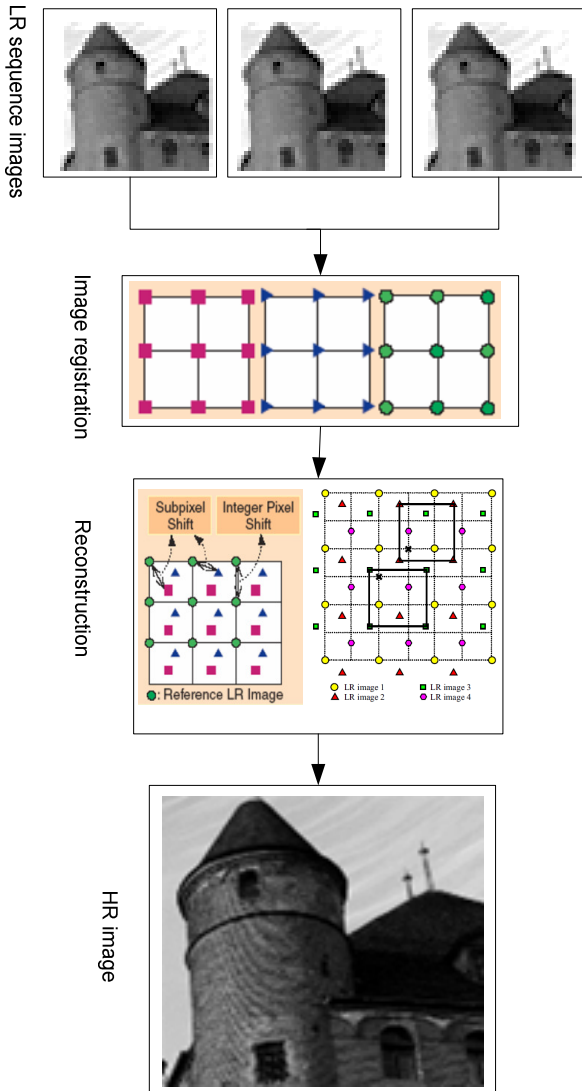 LR sequence images
Image registration
Reconstruction
Subpixel
Shift
Integer Pixel
Shift
: Reference LR Image
LR image 1
LR image 3
LR image 2
LR image 4
HR image